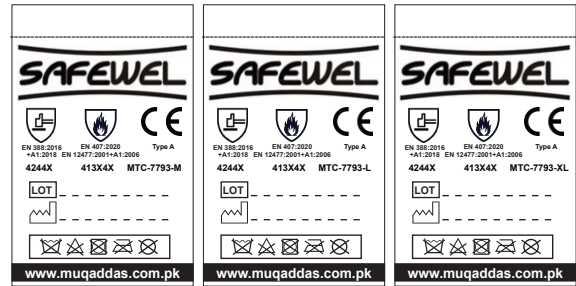 SAFEWEL
EN 388:2016
+A1:2018
EN 407:2020
EN 12477:2001+A1:2006
CE
Type A
4244X
413X4X
MTC-7793-M
LOT
www.muqaddas.com.pk
SAFEWEL
EN 388:2016
+A1:2018
EN 407:2020
EN 12477:2001+A1:2006
CE
Type A
4244X
413X4X
MTC-7793-L
LOT
www.muqaddas.com.pk
SAFEWEL
EN 388:2016
+A1:2018
EN 407:2020
EN 12477:2001+A1:2006
CE
Type A
4244X
413X4X
MTC-7793-XL
LOT
www.muqaddas.com.pk